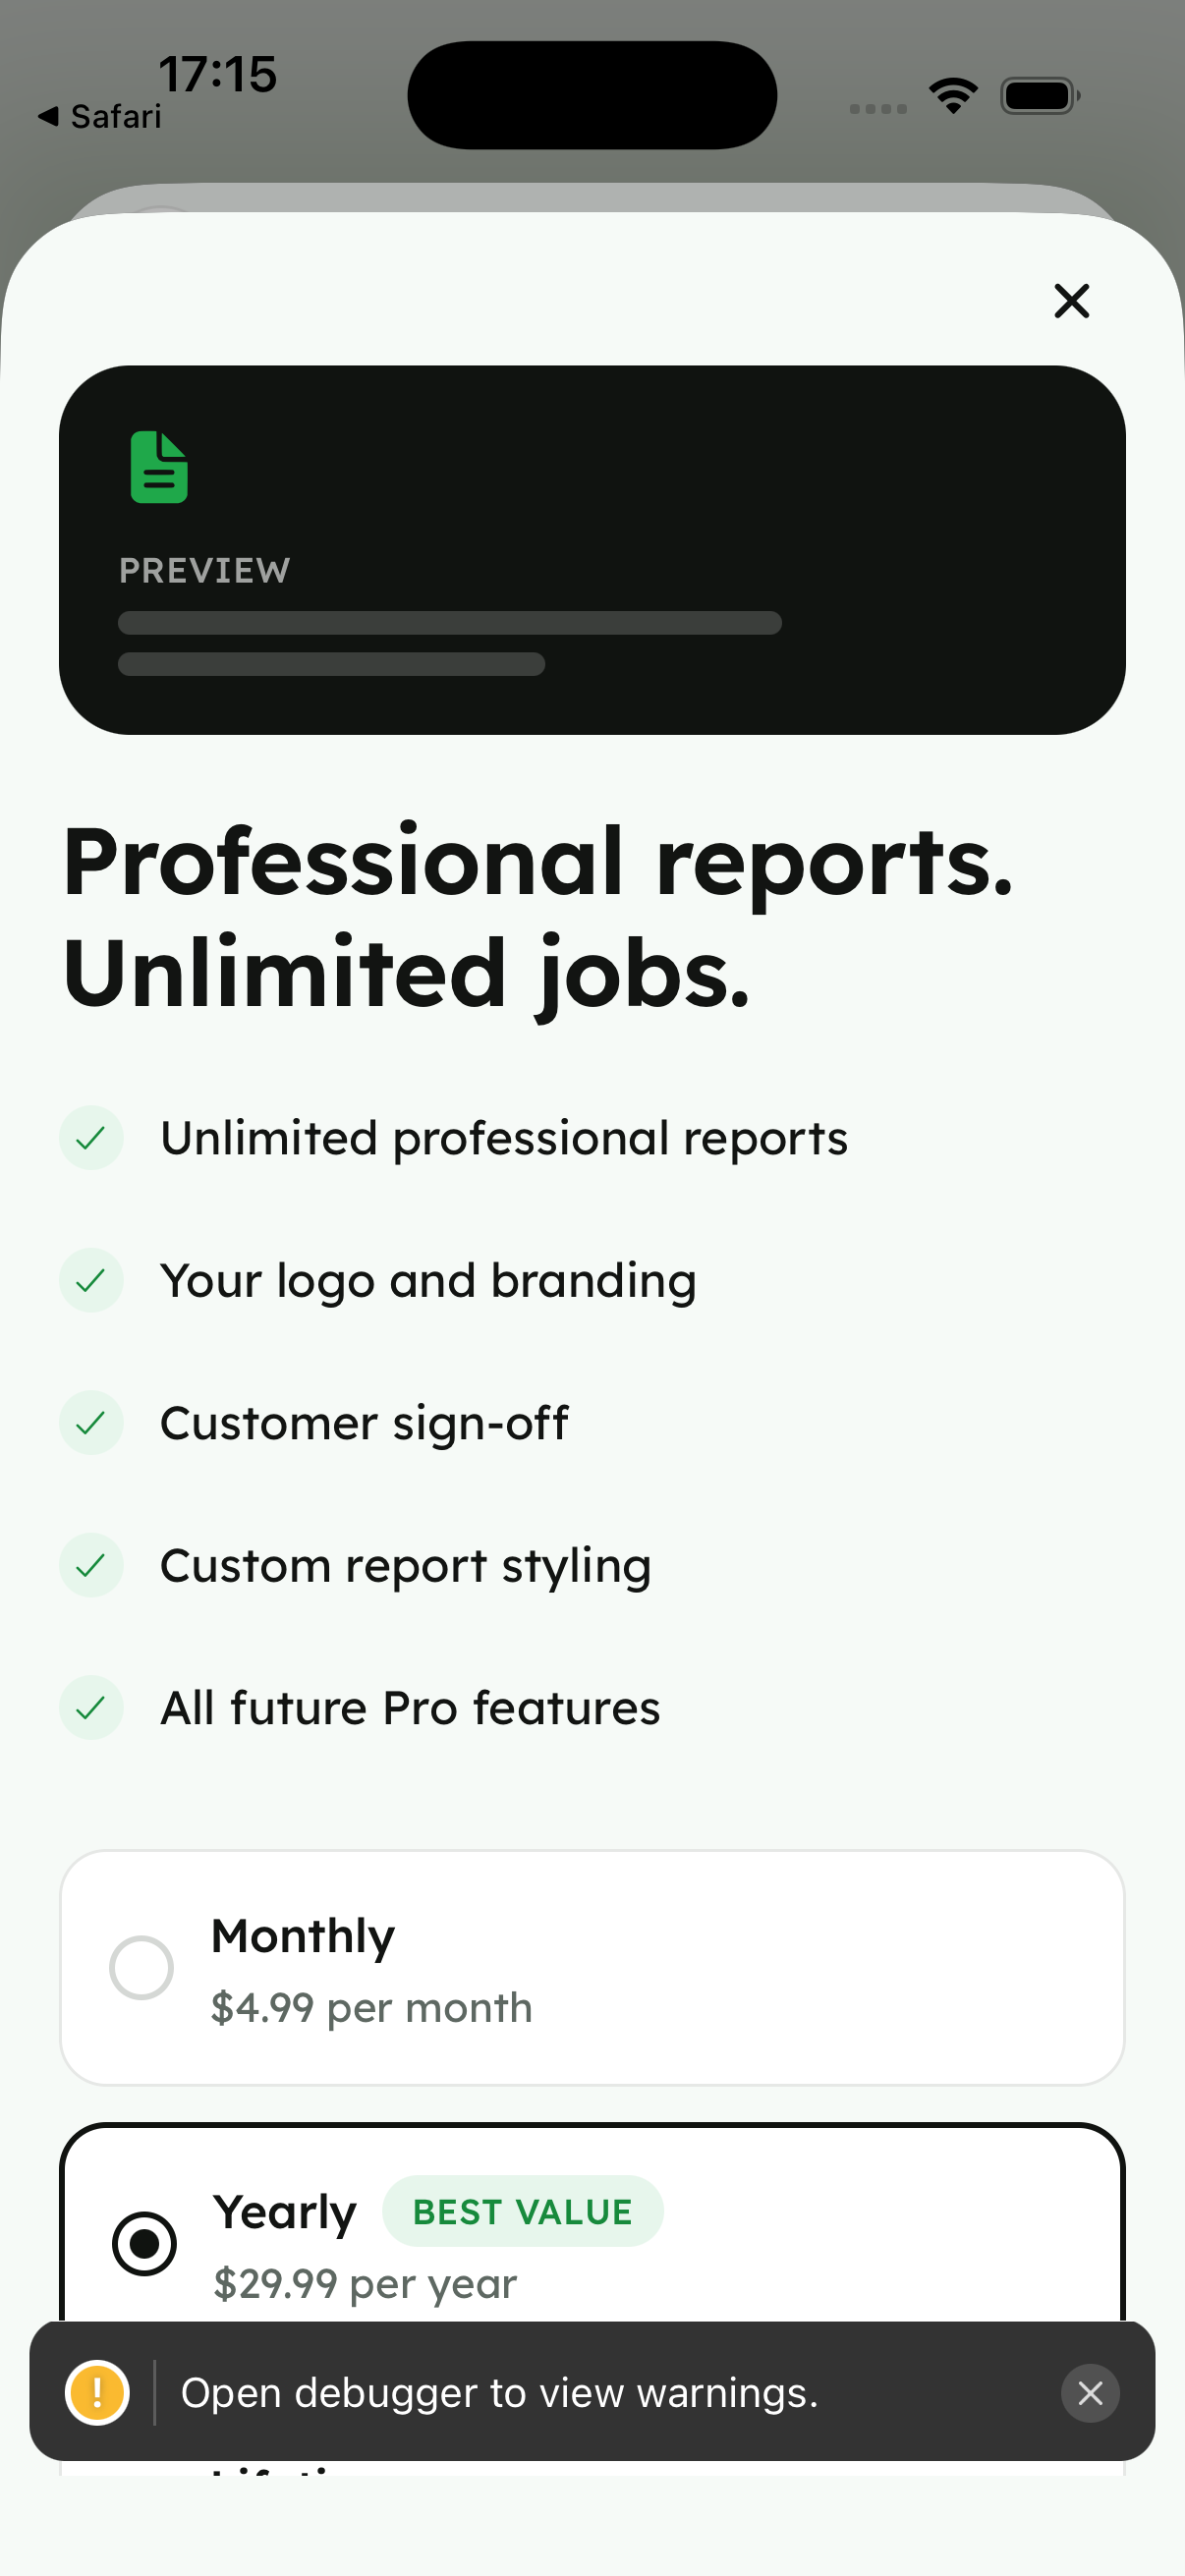 17:15
Safari
PREVIEW
Professional reports.
Unlimited jobs.
Unlimited professional reports
Your logo and branding
Customer sign-off
Custom report styling
All future Pro features
Monthly
$4.99 per month
Yearly BEST VALUE
$29.99 per year
! Open debugger to view warnings.